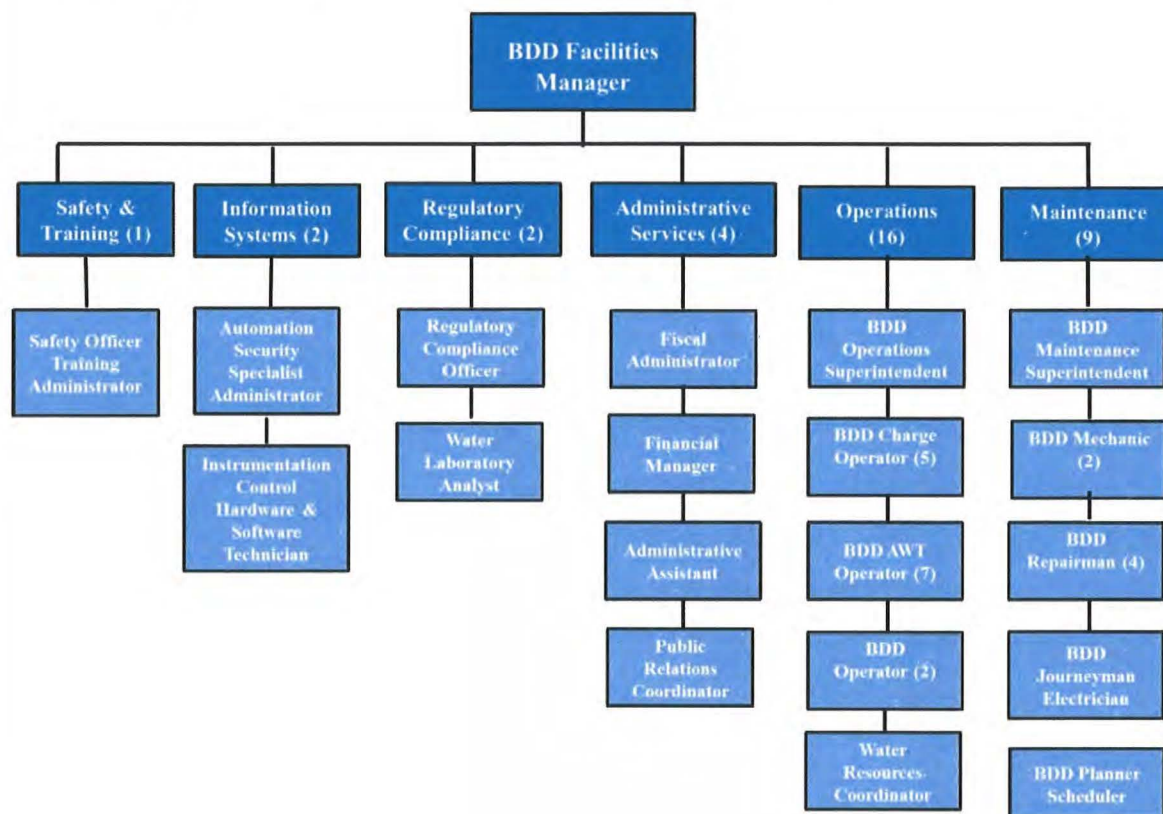 BDD Facilities
Manager
Safety &
Training (1)
Information
Systems (2)
Regulatory
Compliance (2)
Administrative
Services (4)
Operations
(16)
Maintenance
(9)
Safety Officer
Training
Administrator
Automation
Security
Specialist
Administrator
Instrumentation
Control
Hardware &
Software
Technician
Regulatory
Compliance
Officer
Water
Laboratory
Analyst
Fiscal
Administrator
Financial
Manager
Administrative
Assistant
Public
Relations
Coordinator
BDD
Operations
Superintendent
BDD Charge
Operator (5)
BDD AWT
Operator (7)
BDD
Operator (2)
Water
Resources
Coordinator
BDD
Maintenance
Superintendent
BDD Mechanic
(2)
BDD
Repairman (4)
BDD
Journeyman
Electrician
BDD Planner
Scheduler